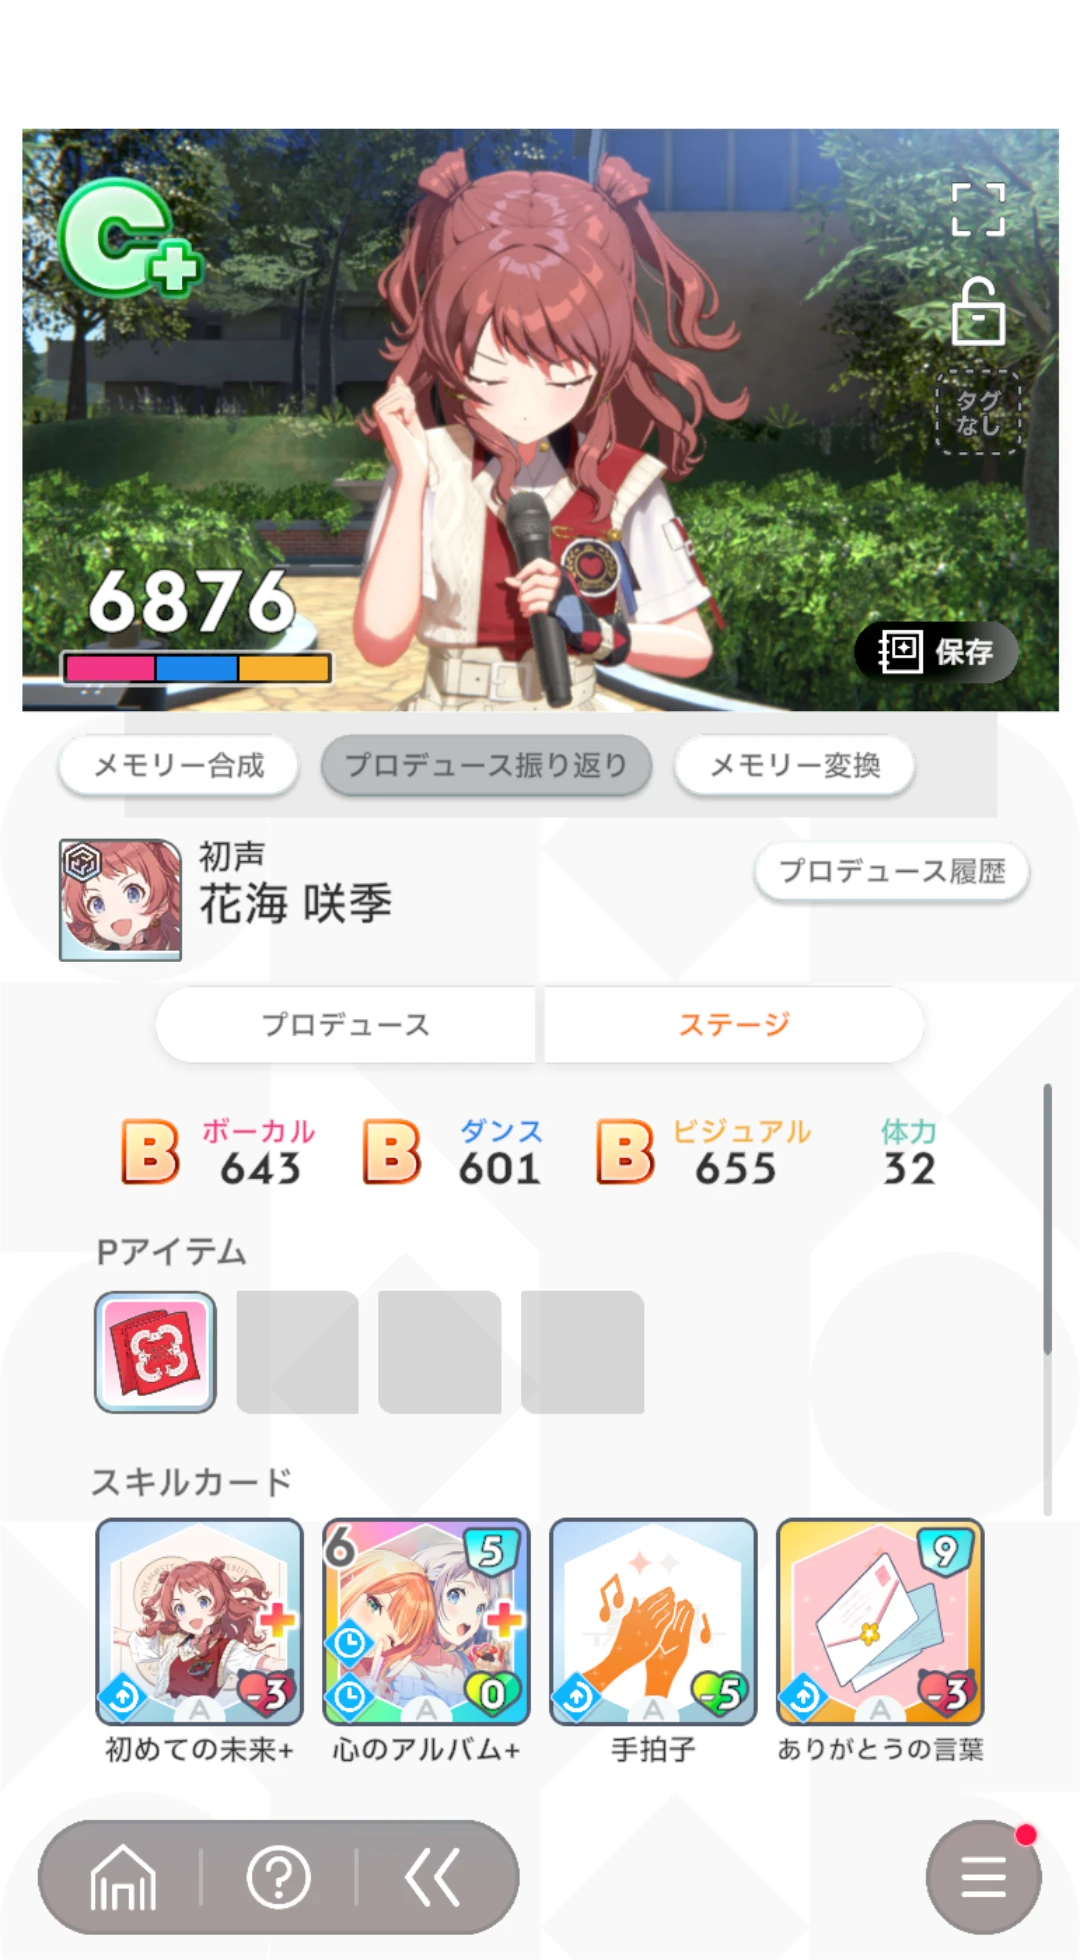 C+
タグ
なし
6876
保存
メモリー合成
プロデュース振り返り
メモリー変換
初声
花海 咲季
プロデュース履歴
プロデュース
ステージ
B ボーカル 643
B ダンス 601
B ビジュアル 655
体力 32
Pアイテム
スキルカード
+ -3 A
6 5 + 0 A
-5 A
9 -3 A
初めての未来+
心のアルバム+
手拍子
ありがとうの言葉